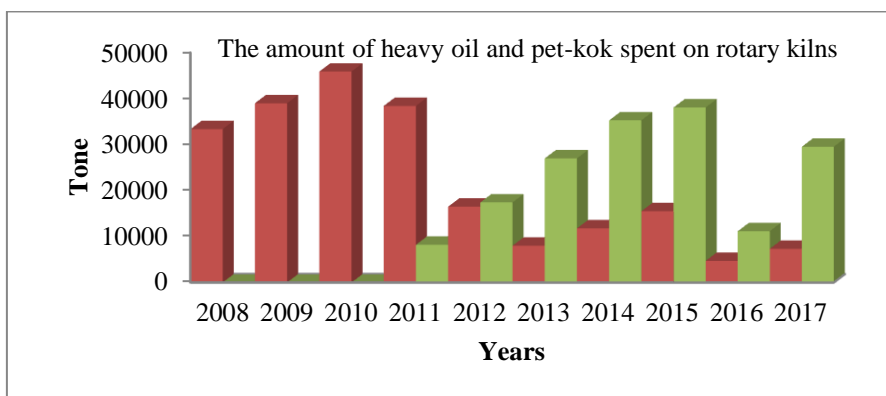 The amount of heavy oil and pet-kok spent on rotary kilns
50000
40000
30000
20000
10000
0
Tone
2008 2009 2010 2011 2012 2013 2014 2015 2016 2017
Years